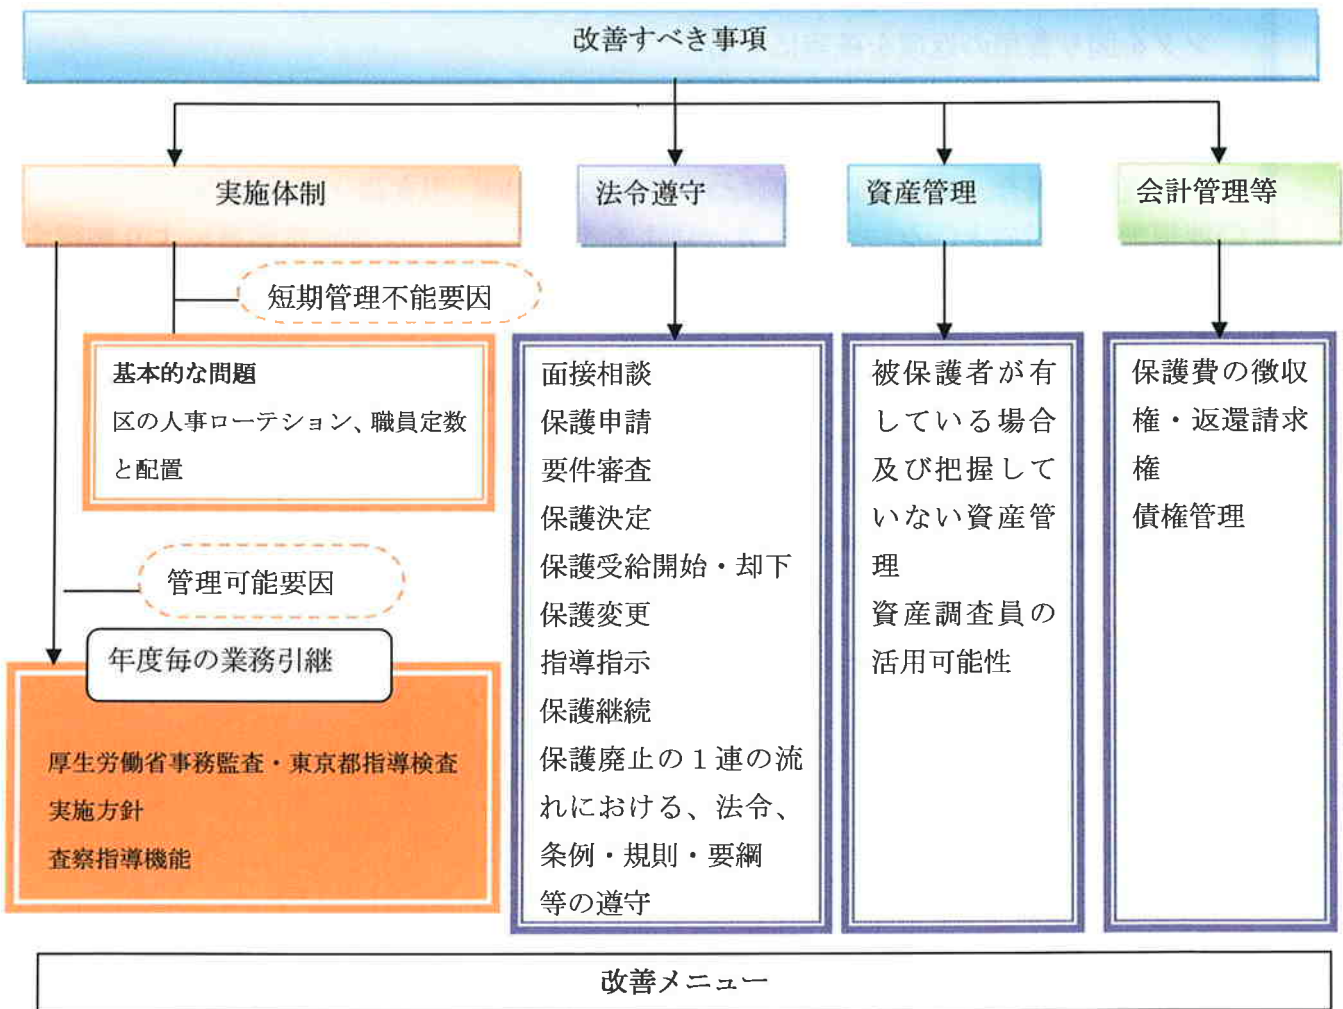 改善すべき事項
実施体制
法令遵守
資産管理
会計管理等
短期管理不能要因
基本的な問題
区の人事ローテション、職員定数
と配置
管理可能要因
年度毎の業務引継
厚生労働省事務監査・東京都指導検査
実施方針
査察指導機能
面接相談
保護申請
要件審査
保護決定
保護受給開始・却下
保護変更
指導指示
保護継続
保護廃止の１連の流
れにおける、法令、
条例・規則・要綱
等の遵守
被保護者が有
している場合
及び把握して
いない資産管
理
資産調査員の
活用可能性
保護費の徴収
権・返還請求
権
債権管理
改善メニュー